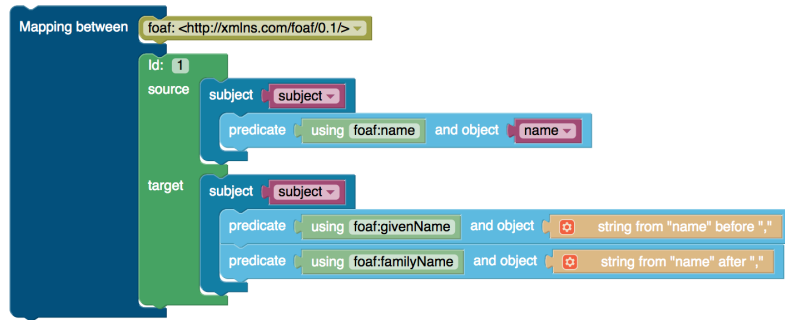 Mapping between foaf: <http://xmlns.com/foaf/0.1/>
Id: 1
source subject subject
predicate using foaf:name and object name
target subject subject
predicate using foaf:givenName and object string from "name" before ","
predicate using foaf:familyName and object string from "name" after ","